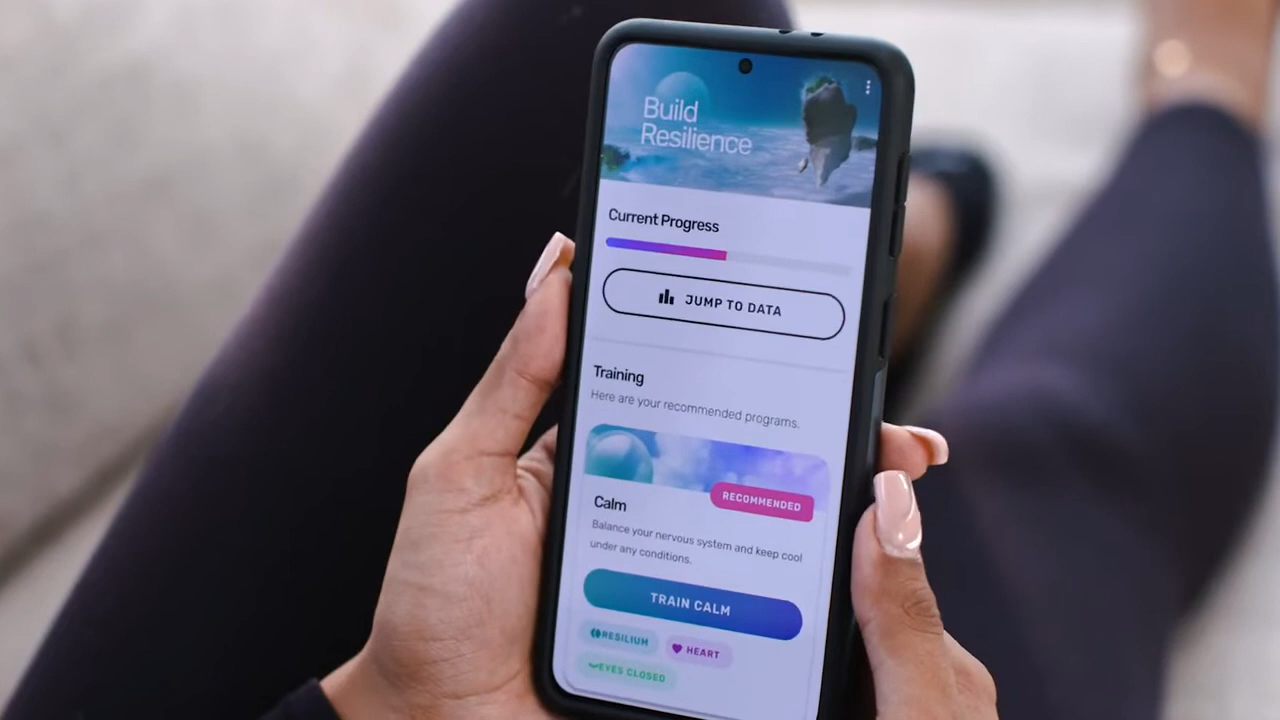 Build
Resilience
Current Progress
JUMP TO DATA
Training
Here are your recommended programs.
RECOMMENDED
Calm
Balance your nervous system and keep cool
under any conditions.
TRAIN CALM
RESILIUM
HEART
EYES CLOSED